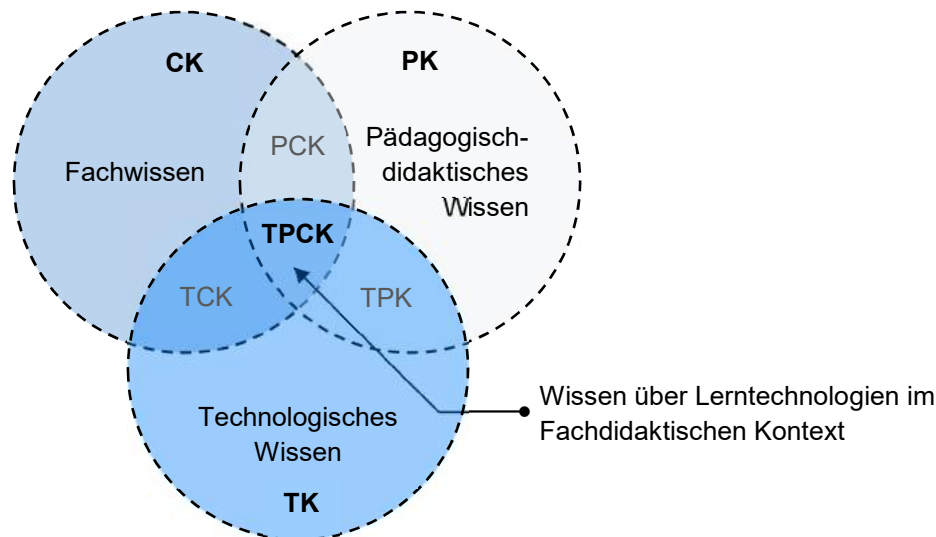 CK
PK
PCK
Pädagogisch-
didaktisches
Wissen
Fachwissen
TPCK
TCK
TPK
Wissen über Lerntechnologien im
Fachdidaktischen Kontext
Technologisches
Wissen
TK